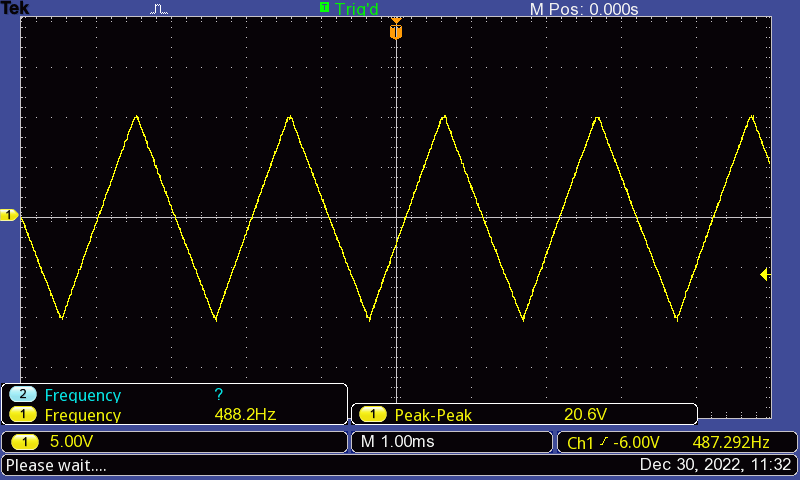 Tek T Trig'd M Pos: 0.000s
T
1
2 Frequency ?
1 Frequency 488.2Hz 1 Peak-Peak 20.6V
1 5.00V M 1.00ms Ch1 -6.00V 487.292Hz
Please wait.... Dec 30, 2022, 11:32